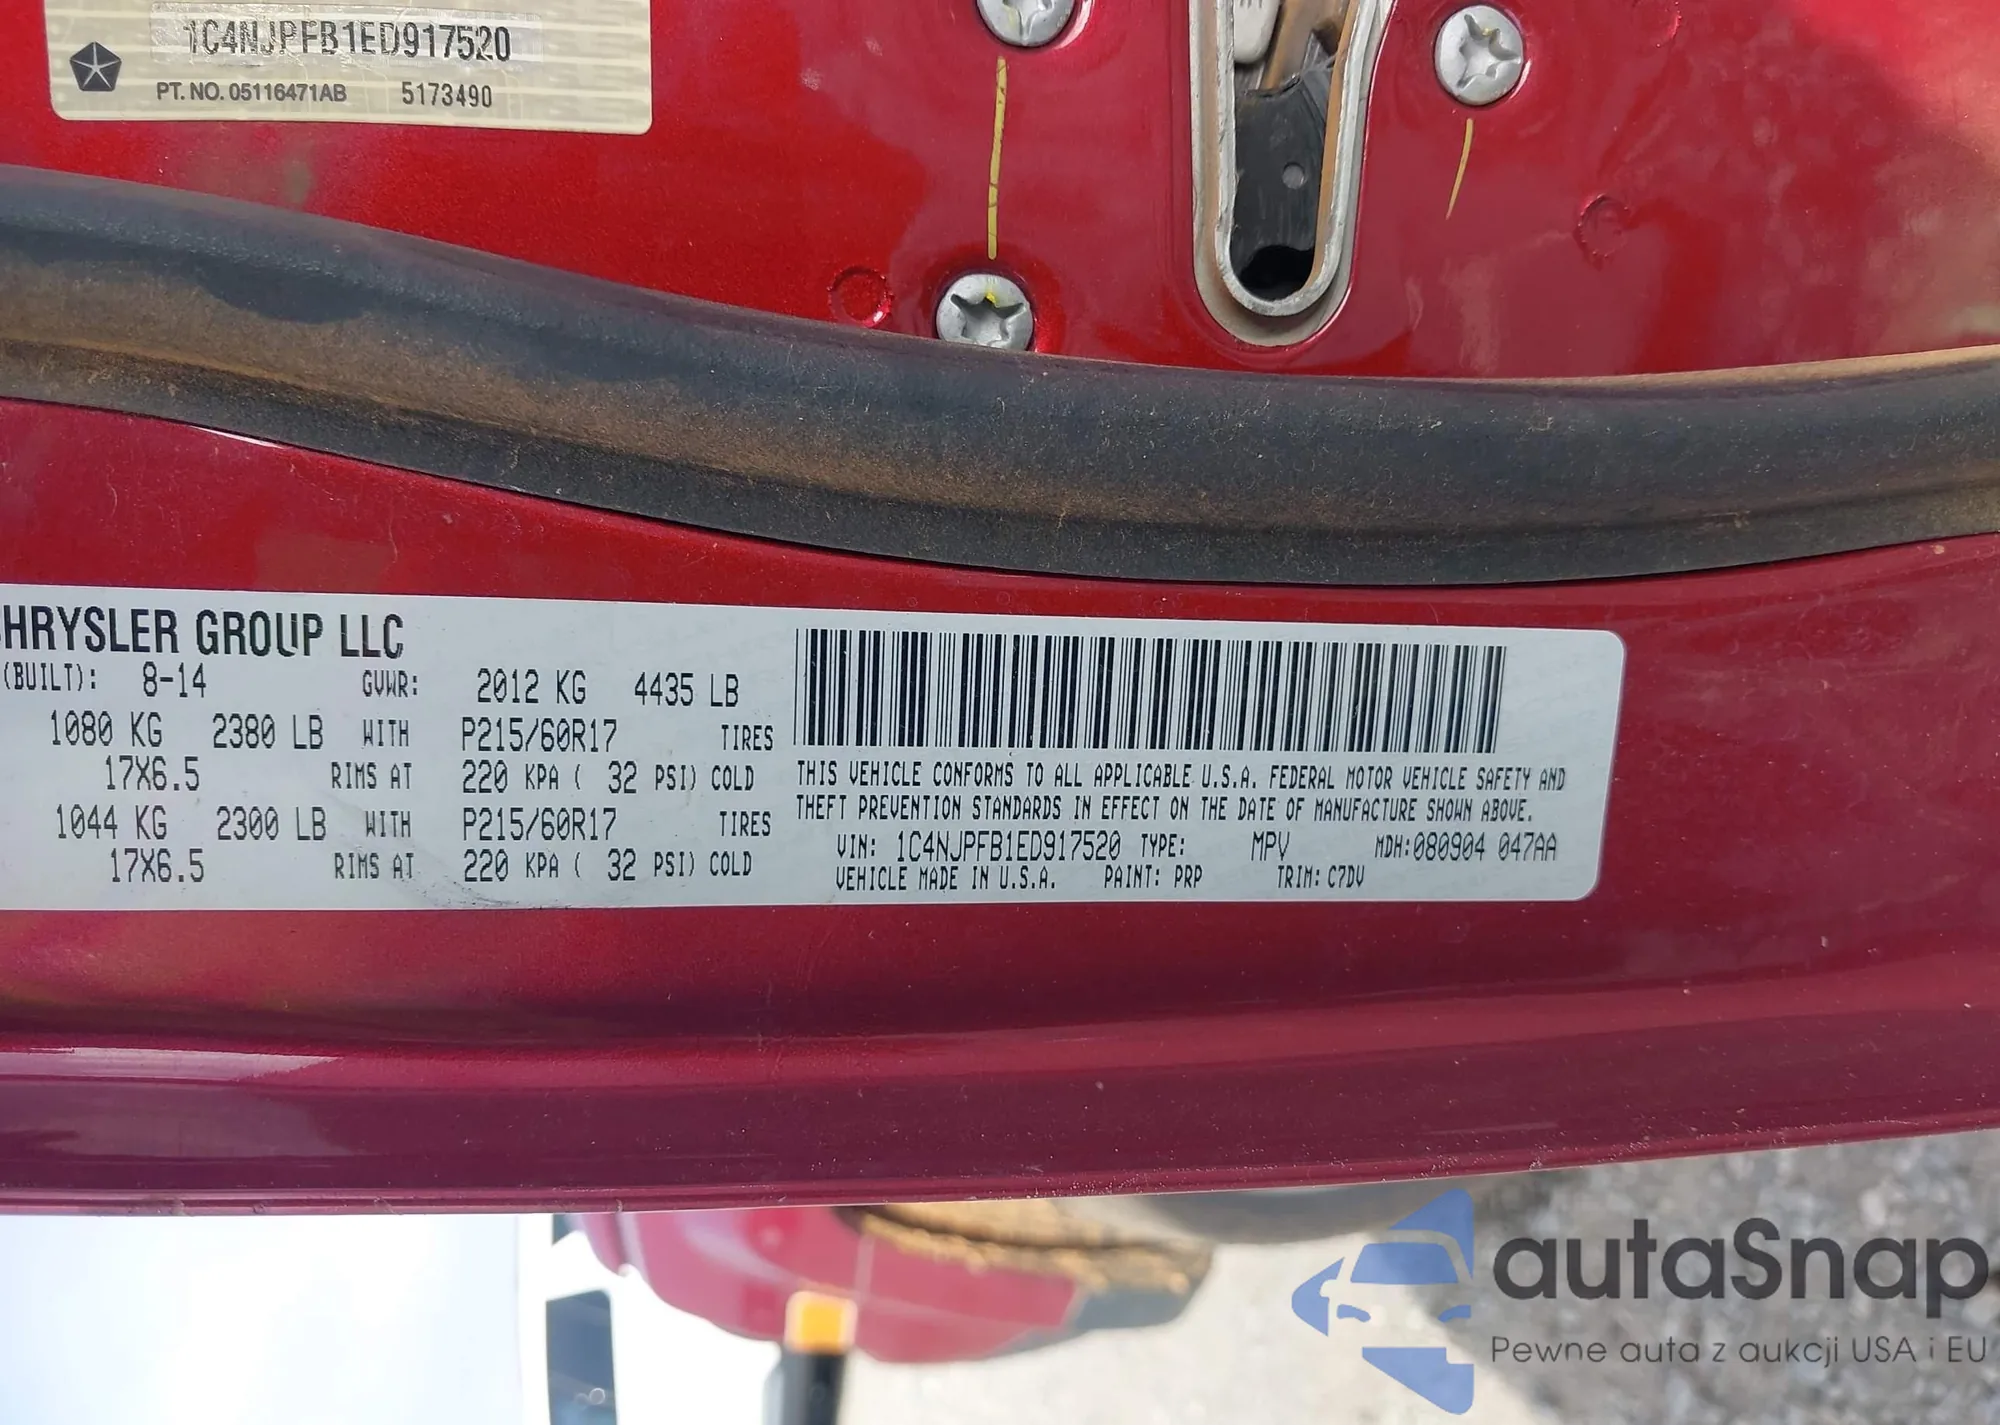 1C4NJPFB1ED917520
PT. NO. 05116471AB 5173490
HRYSLER GROUP LLC
(BUILT): 8-14 GVWR: 2012 KG 4435 LB
1080 KG 2380 LB WITH P215/60R17 TIRES
17X6.5 RIMS AT 220 KPA ( 32 PSI) COLD
1044 KG 2300 LB WITH P215/60R17 TIRES
17X6.5 RIMS AT 220 KPA ( 32 PSI) COLD
THIS VEHICLE CONFORMS TO ALL APPLICABLE U.S.A. FEDERAL MOTOR VEHICLE SAFETY AND
THEFT PREVENTION STANDARDS IN EFFECT ON THE DATE OF MANUFACTURE SHOWN ABOVE.
VIN: 1C4NJPFB1ED917520 TYPE: MPV MDH:080904 047AA
VEHICLE MADE IN U.S.A. PAINT: PRP TRIM: C7DV
autaSnap
Pewne auta z aukcji USA i EU